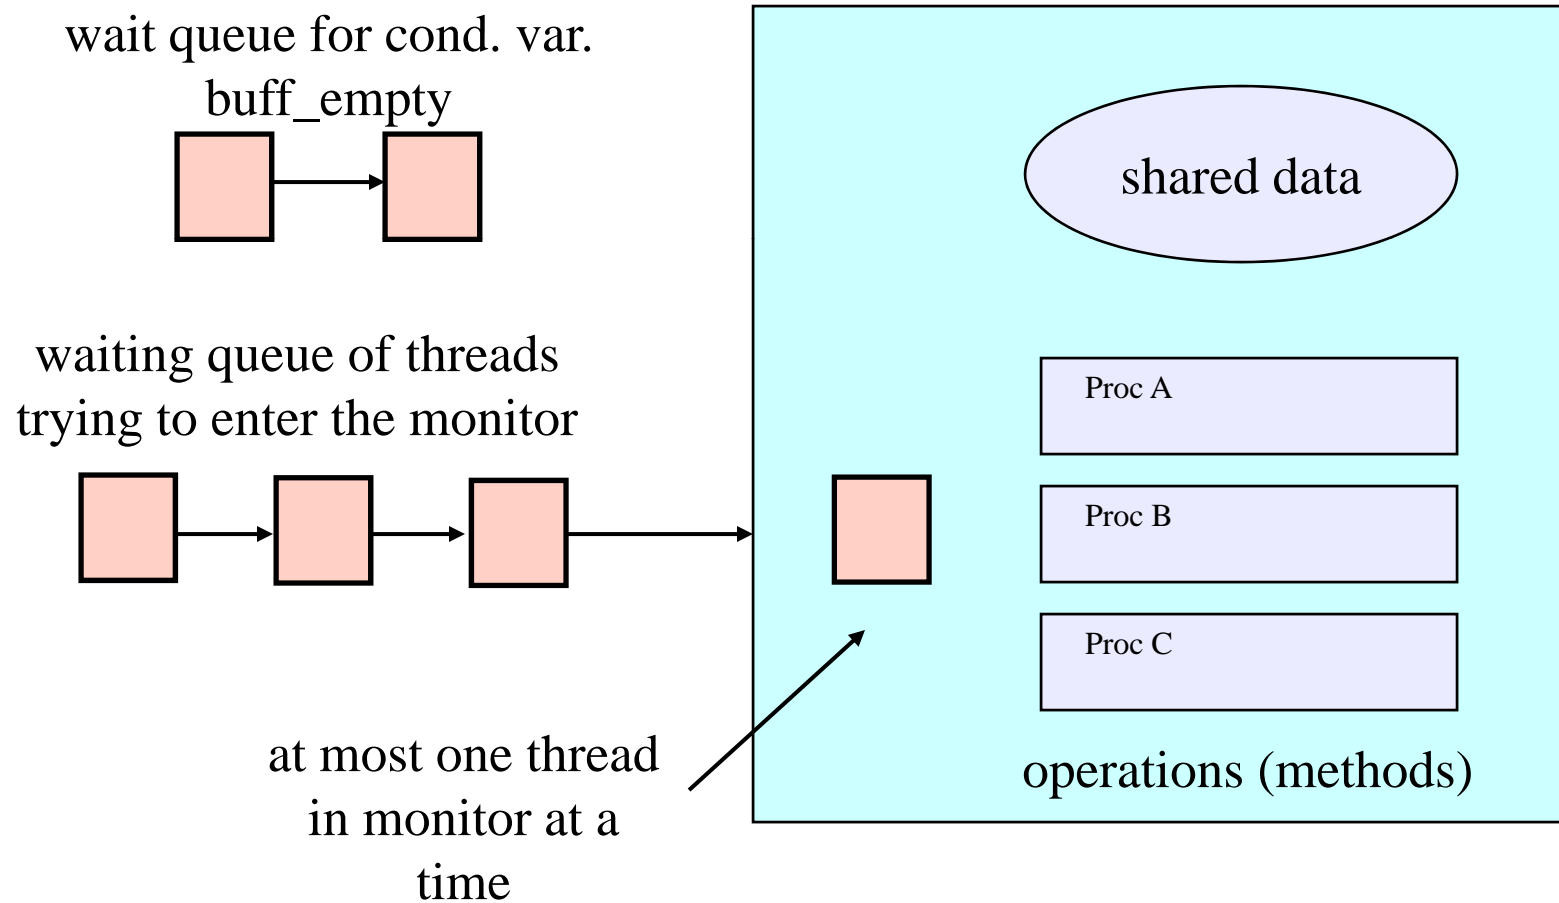 wait queue for cond. var.
buff_empty
shared data
waiting queue of threads
trying to enter the monitor
Proc A
Proc B
Proc C
at most one thread
in monitor at a
time
operations (methods)